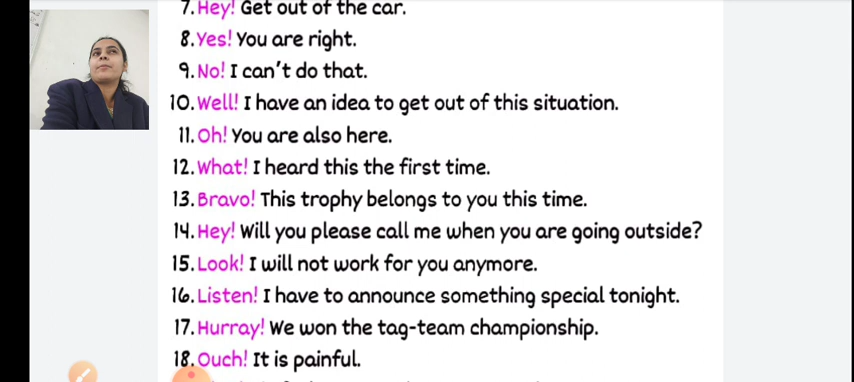 7. Hey! Get out of the car.
8. Yes! You are right.
9. No! I can't do that.
10. Well! I have an idea to get out of this situation.
11. Oh! You are also here.
12. What! I heard this the first time.
13. Bravo! This trophy belongs to you this time.
14. Hey! Will you please call me when you are going outside?
15. Look! I will not work for you anymore.
16. Listen! I have to announce something special tonight.
17. Hurray! We won the tag-team championship.
18. Ouch! It is painful.